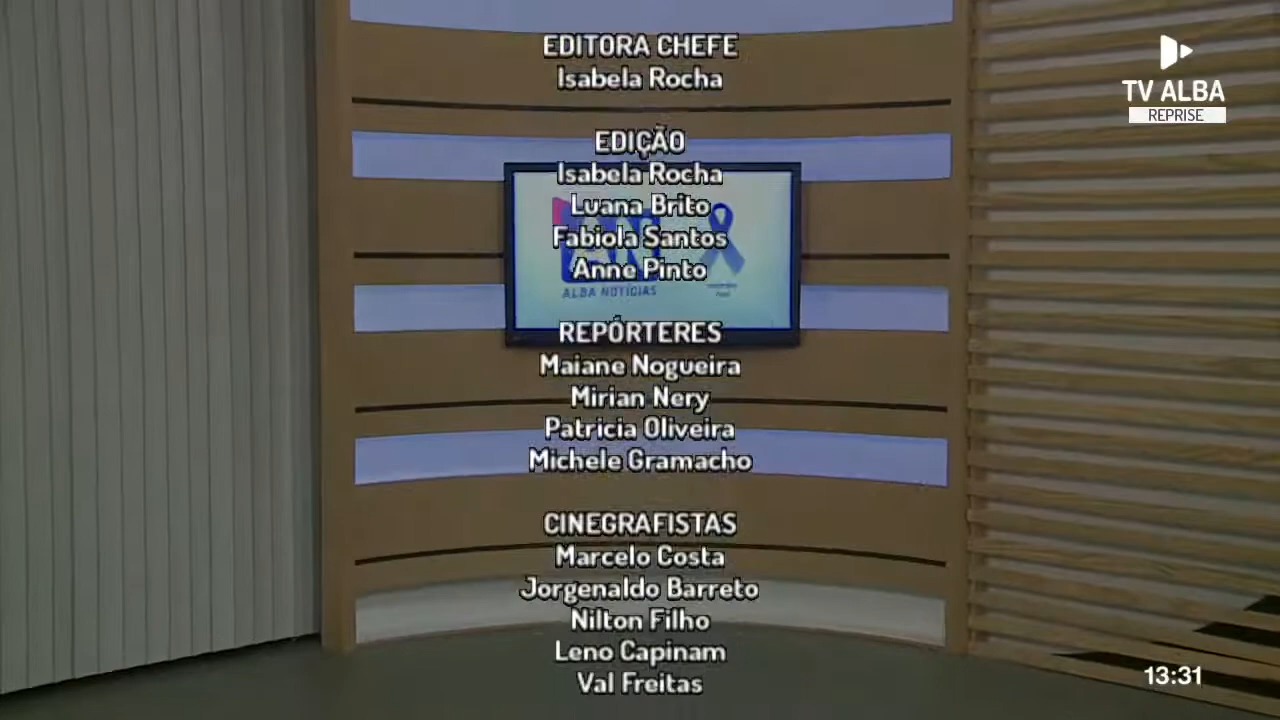 EDITORA CHEFE
Isabela Rocha
TV ALBA
REPRISE
EDIÇÃO
Isabela Rocha
Luana Brito
Fabiola Santos
Anne Pinto
AN
ALBA NOTÍCIAS
REPÓRTERES
Maiane Nogueira
Mirian Nery
Patricia Oliveira
Michele Gramacho
CINEGRAFISTAS
Marcelo Costa
Jorgenaldo Barreto
Nilton Filho
Leno Capinam
Val Freitas
13:31